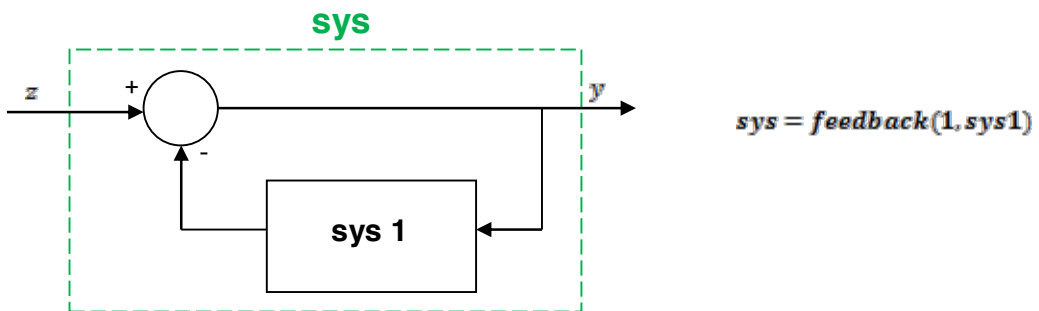 sys
z
+
y
sys = feedback(1, sys1)
-
sys 1